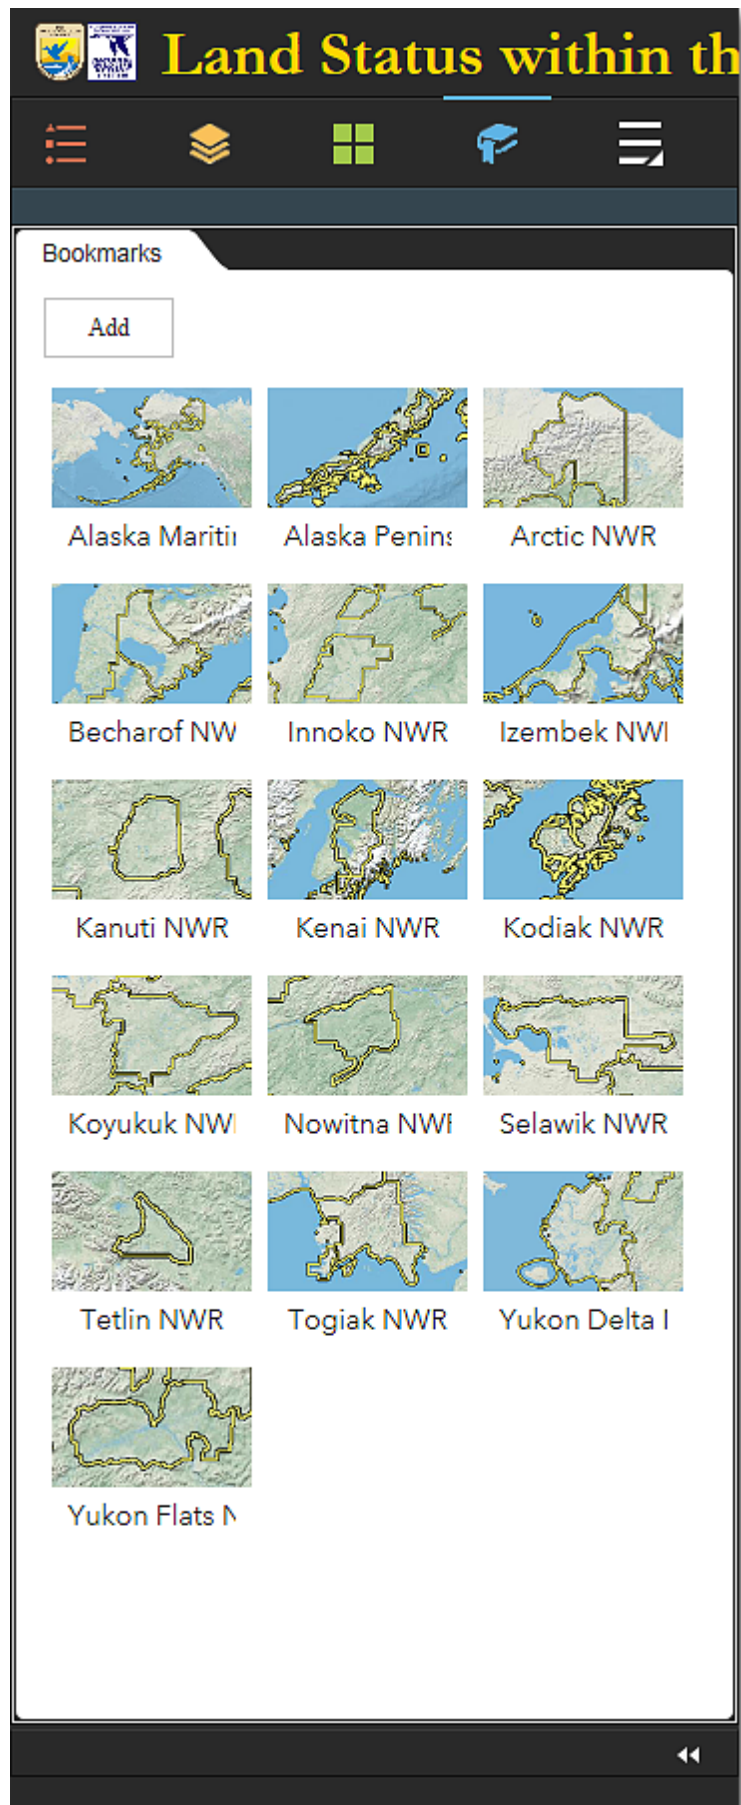 Land Status within th
Bookmarks
Add
Alaska Mariti
Alaska Penins
Arctic NWR
Becharof NW
Innoko NWR
Izembek NW
Kanuti NWR
Kenai NWR
Kodiak NWR
Koyukuk NW
Nowitna NW
Selawik NWR
Tetlin NWR
Togiak NWR
Yukon Delta
Yukon Flats